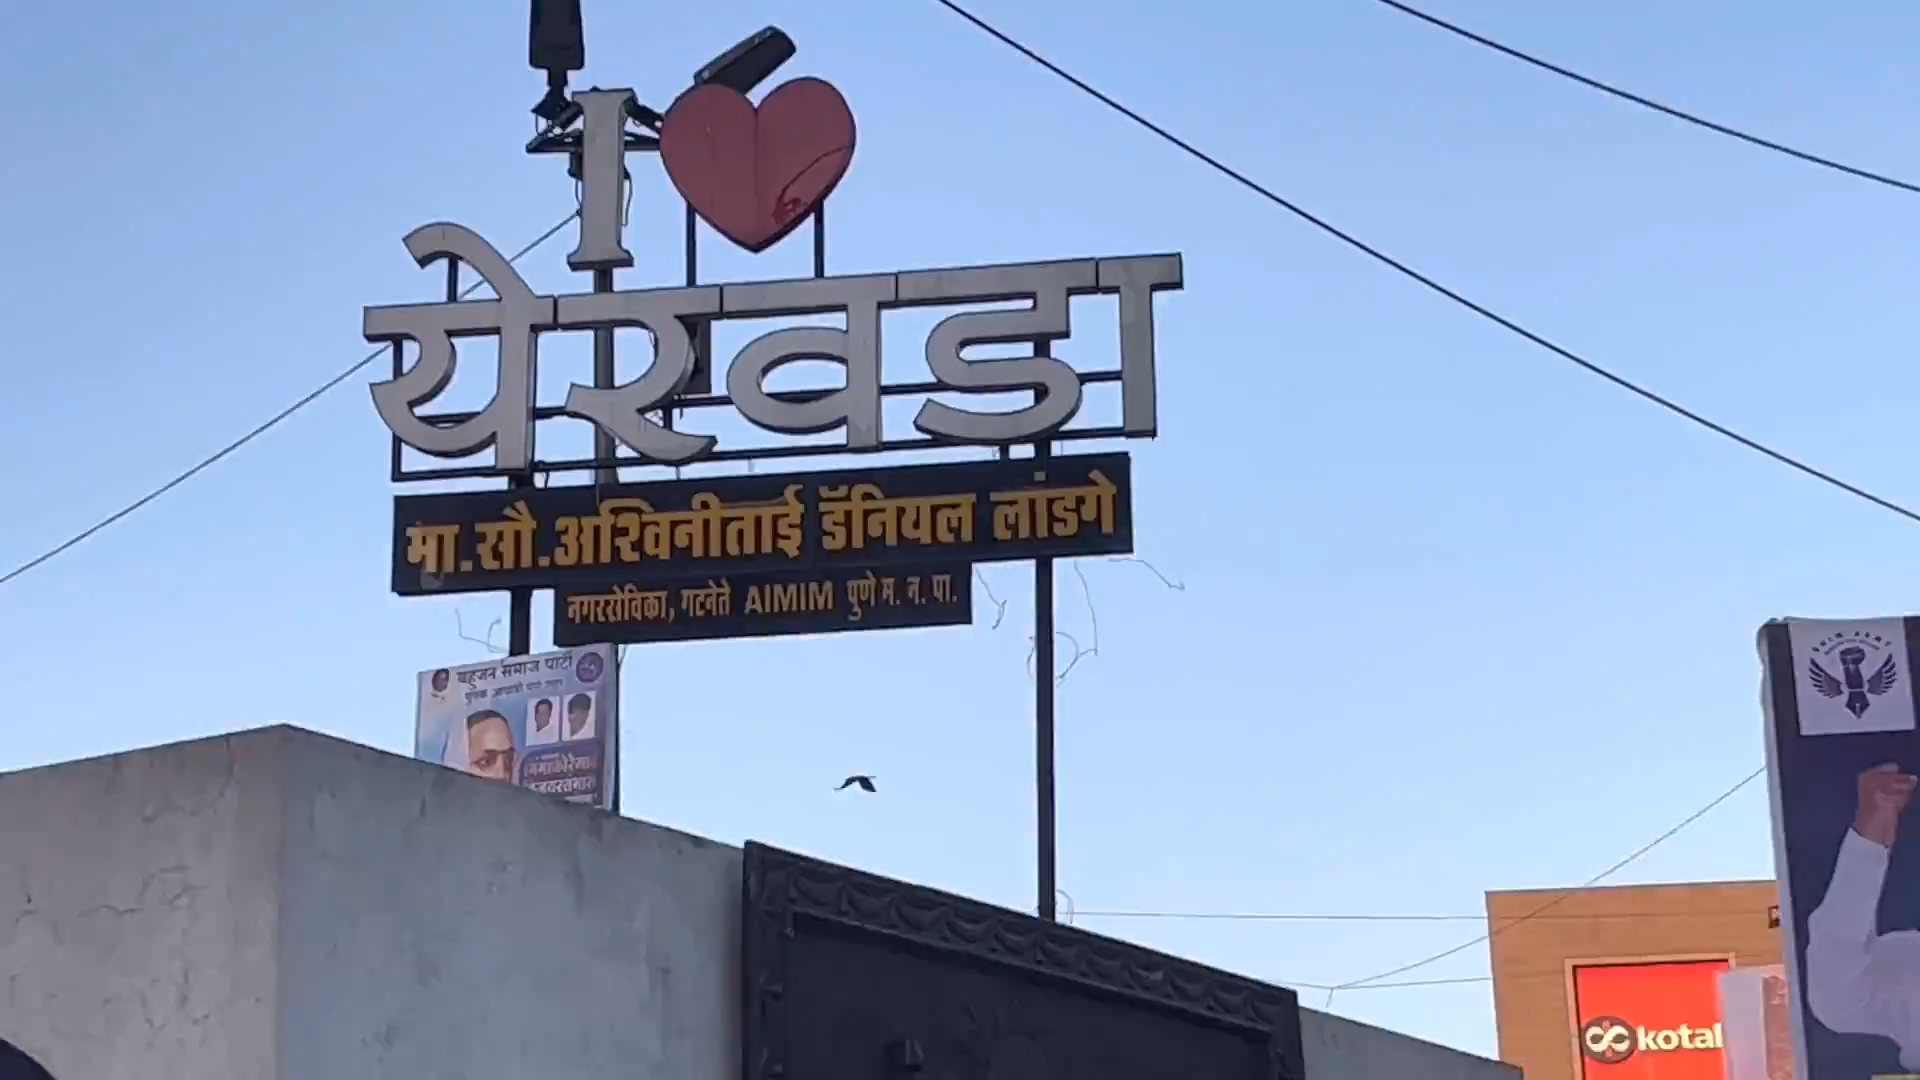 I
येरवडा
मा.सौ.अश्विनीताई डॅनियल लांडगे
नगरसेविका, गटनेते AIMIM पुणे म. न. पा.
बहुजन समाज पार्टी
kotak